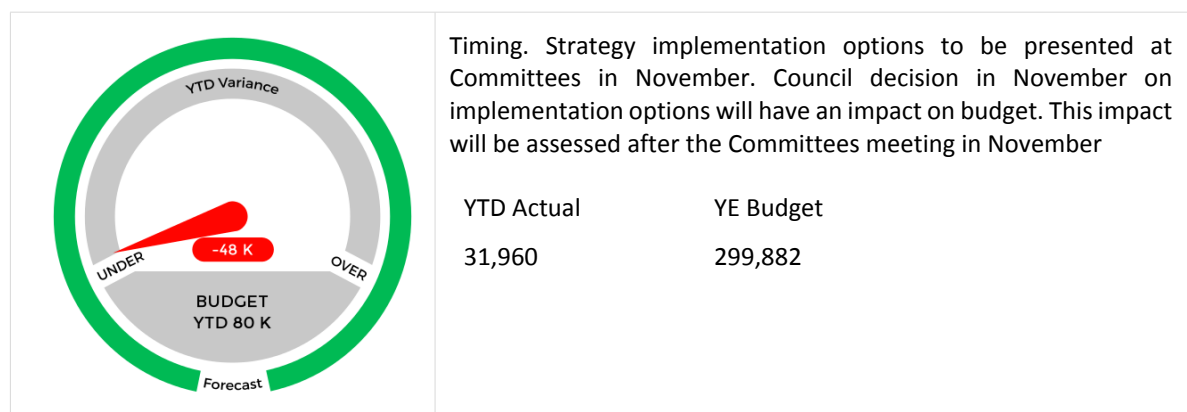 YTD Variance
-48 K
UNDER
OVER
BUDGET
YTD 80 K
Forecast
Timing. Strategy implementation options to be presented at
Committees in November. Council decision in November on
implementation options will have an impact on budget. This impact
will be assessed after the Committees meeting in November
YTD Actual YE Budget
31,960 299,882